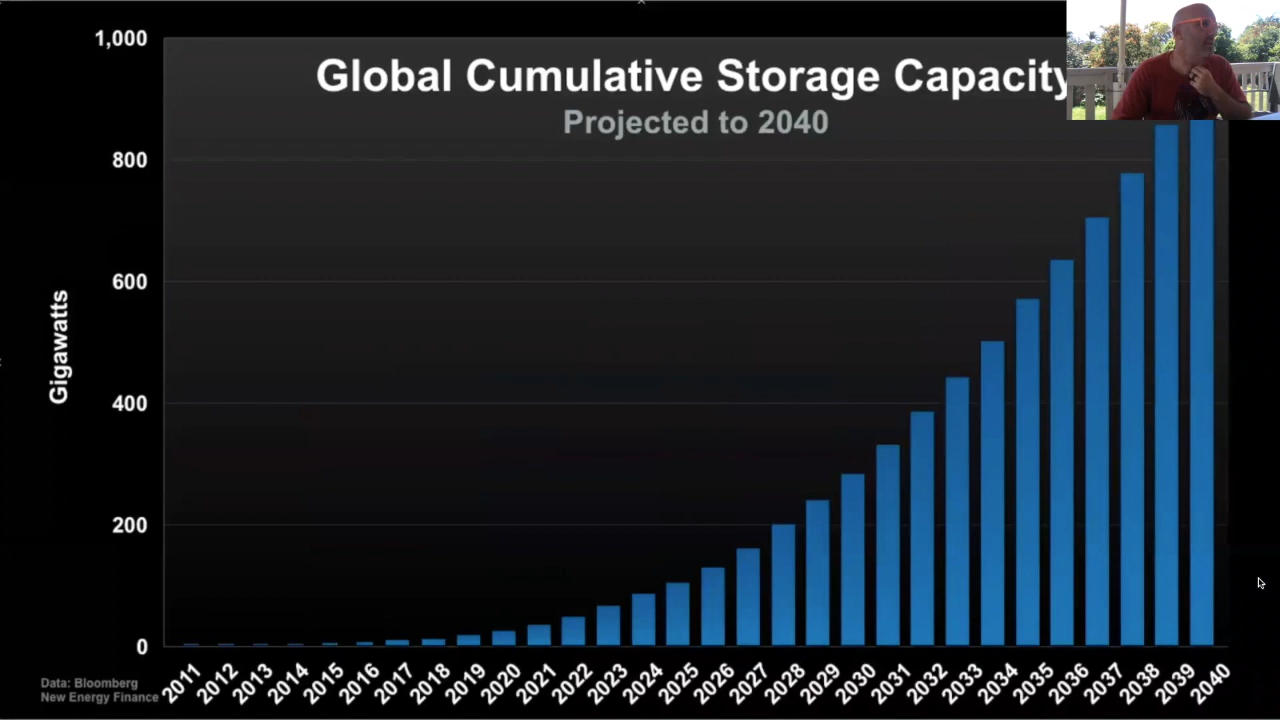 Global Cumulative Storage Capacity
Projected to 2040
1,000
800
600
400
200
0
Gigawatts
2011 2012 2013 2014 2015 2016 2017 2018 2019 2020 2021 2022 2023 2024 2025 2026 2027 2028 2029 2030 2031 2032 2033 2034 2035 2036 2037 2038 2039 2040
Data: Bloomberg
New Energy Finance